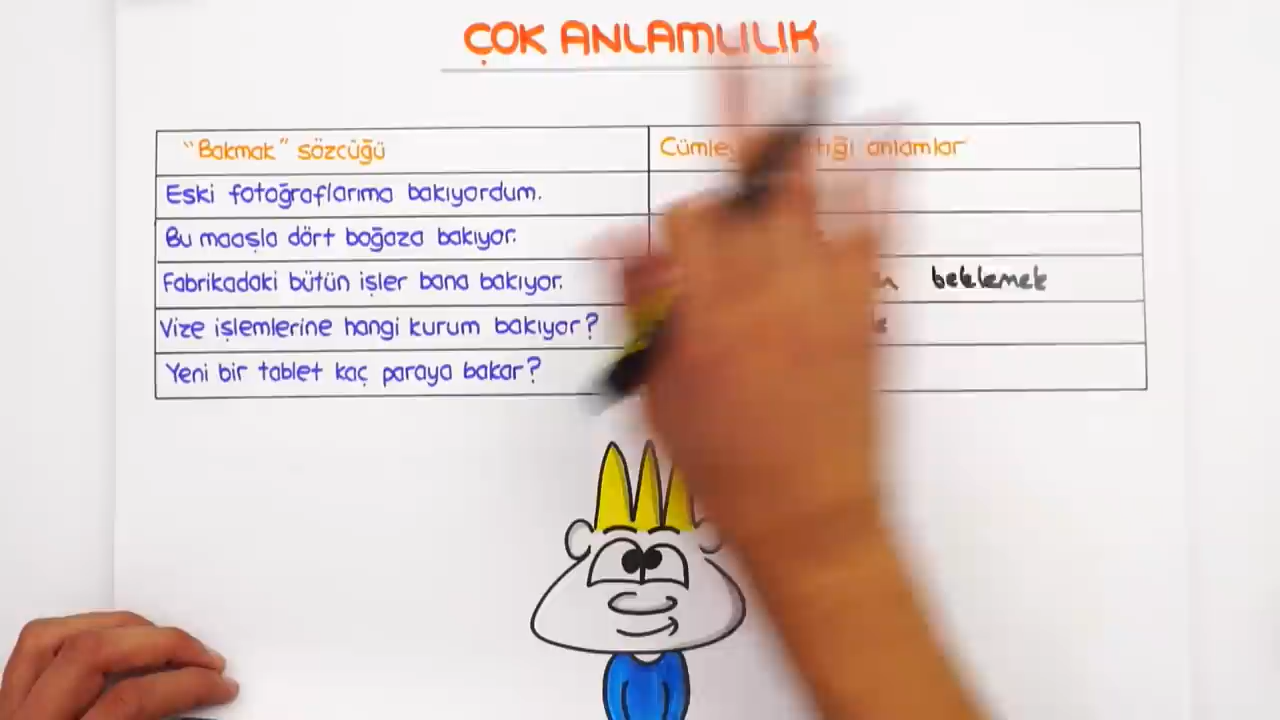 ÇOK ANLAMLILIK
"Bakmak" sözcüğü
Eski fotoğraflarıma bakıyordum.
Bu maaşla dört boğaza bakıyor.
Fabrikadaki bütün işler bana bakıyor.
beklemek
Vize işlemlerine hangi kurum bakıyor?
Yeni bir tablet kaç paraya bakar?
anlamlar